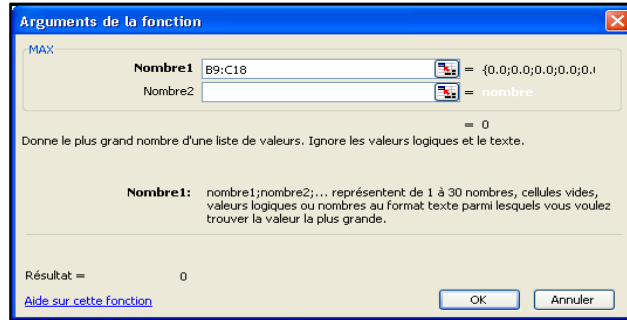 Arguments de la fonction
MAX
Nombre1 B9:C18 = {0.0;0.0;0.0;0.0;0.(
Nombre2 = nombre
= 0
Donne le plus grand nombre d'une liste de valeurs. Ignore les valeurs logiques et le texte.
Nombre1: nombre1;nombre2;... représentent de 1 à 30 nombres, cellules vides,
valeurs logiques ou nombres au format texte parmi lesquels vous voulez
trouver la valeur la plus grande.
Résultat = 0
Aide sur cette fonction OK Annuler